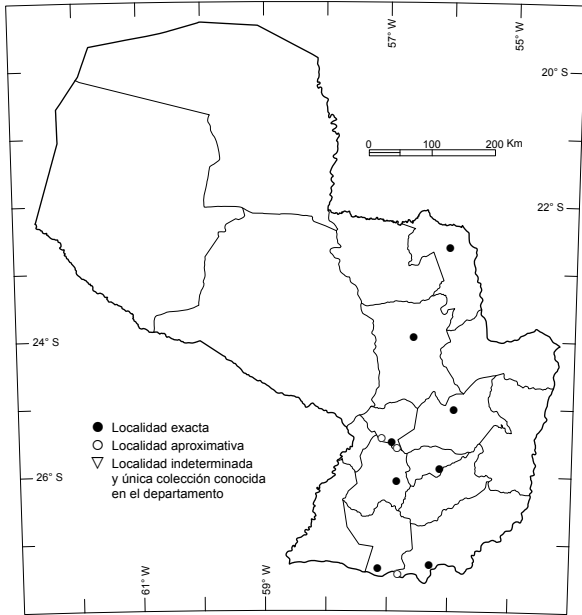 57° W
55° W
20° S
0 100 200 Km
22° S
24° S
Localidad exacta
Localidad aproximativa
Localidad indeterminada
y única colección conocida
en el departamento
26° S
61° W
59° W